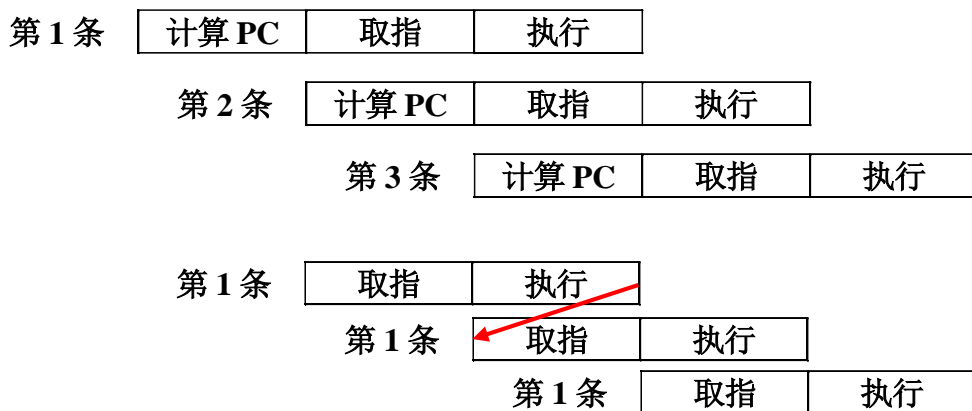 第 1 条 计算 PC 取指 执行
第 2 条 计算 PC 取指 执行
第 3 条 计算 PC 取指 执行
第 1 条 取指 执行
第 1 条 取指 执行
第 1 条 取指 执行